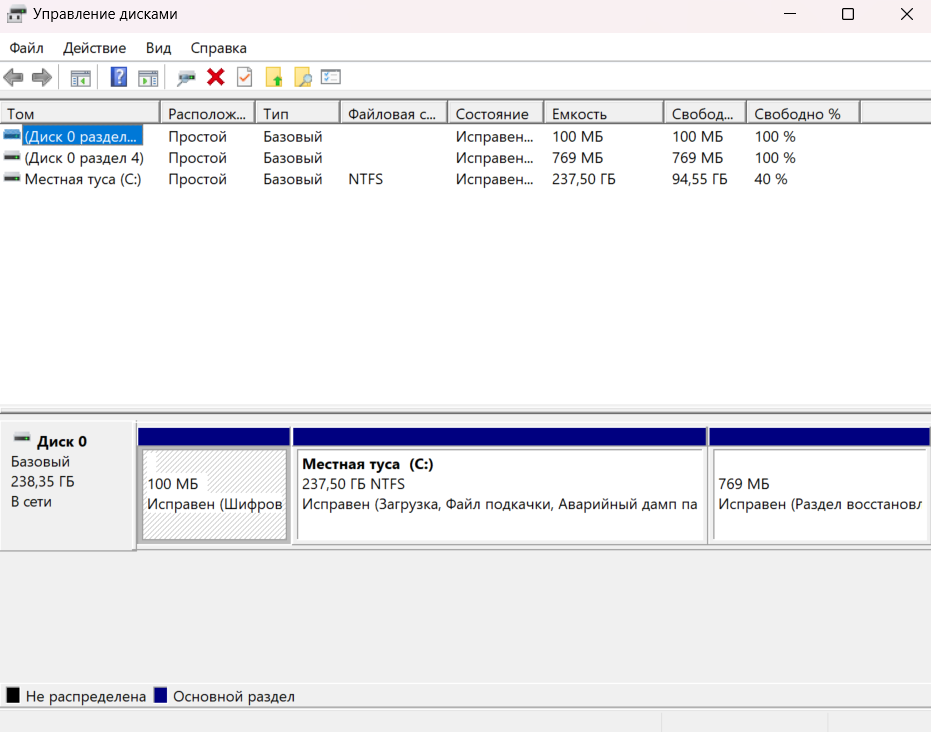 Управление дисками
Файл Действие Вид Справка
Том Располож... Тип Файловая с... Состояние Емкость Свобод... Свободно %
(Диск 0 раздел... Простой Базовый Исправен... 100 МБ 100 МБ 100 %
(Диск 0 раздел 4) Простой Базовый Исправен... 769 МБ 769 МБ 100 %
Местная туса (C:) Простой Базовый NTFS Исправен... 237,50 ГБ 94,55 ГБ 40 %
Диск 0
Базовый
238,35 ГБ
В сети
100 МБ
Исправен (Шифров
Местная туса (C:)
237,50 ГБ NTFS
Исправен (Загрузка, Файл подкачки, Аварийный дамп па
769 МБ
Исправен (Раздел восстановл
Не распределена Основной раздел